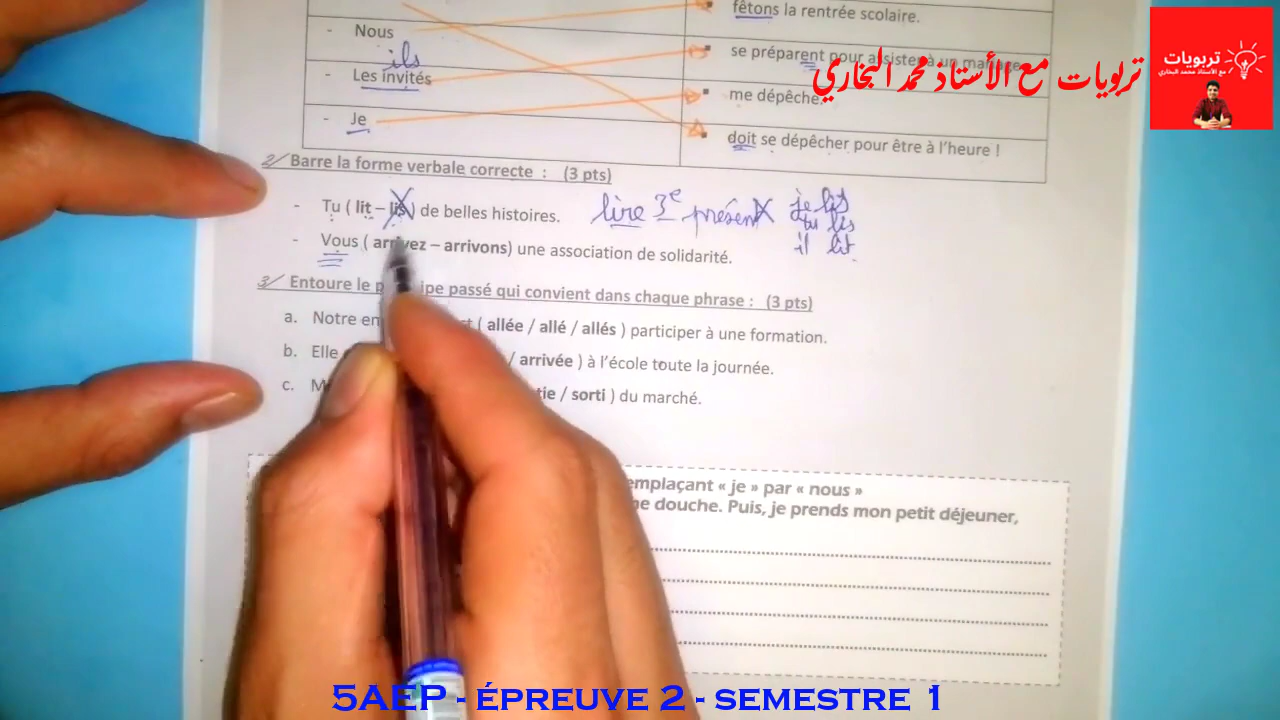 fêtons la rentrée scolaire.
- Nous
se préparent pour assister à un mariage
ils
- Les invités
me dépêche.
- Je
doit se dépêcher pour être à l'heure !
تربويات مع الأستاذ محمد البخاري
تربويات
مع الأستاذ محمد البخاري
2/ Barre la forme verbale correcte : (3 pts)
- Tu ( lit – lis ) de belles histoires.
lire 3e présent
je lis
tu lis
il lit
- Vous ( arrivez – arrivons) une association de solidarité.
3/ Entoure le participe passé qui convient dans chaque phrase : (3 pts)
a. Notre en t ( allée / allé / allés ) participer à une formation.
b. Elle / arrivée ) à l'école toute la journée.
c. M tie / sorti ) du marché.
emplaçant « je » par « nous »
ne douche. Puis, je prends mon petit déjeuner,
5AEP - épreuve 2 - semestre 1